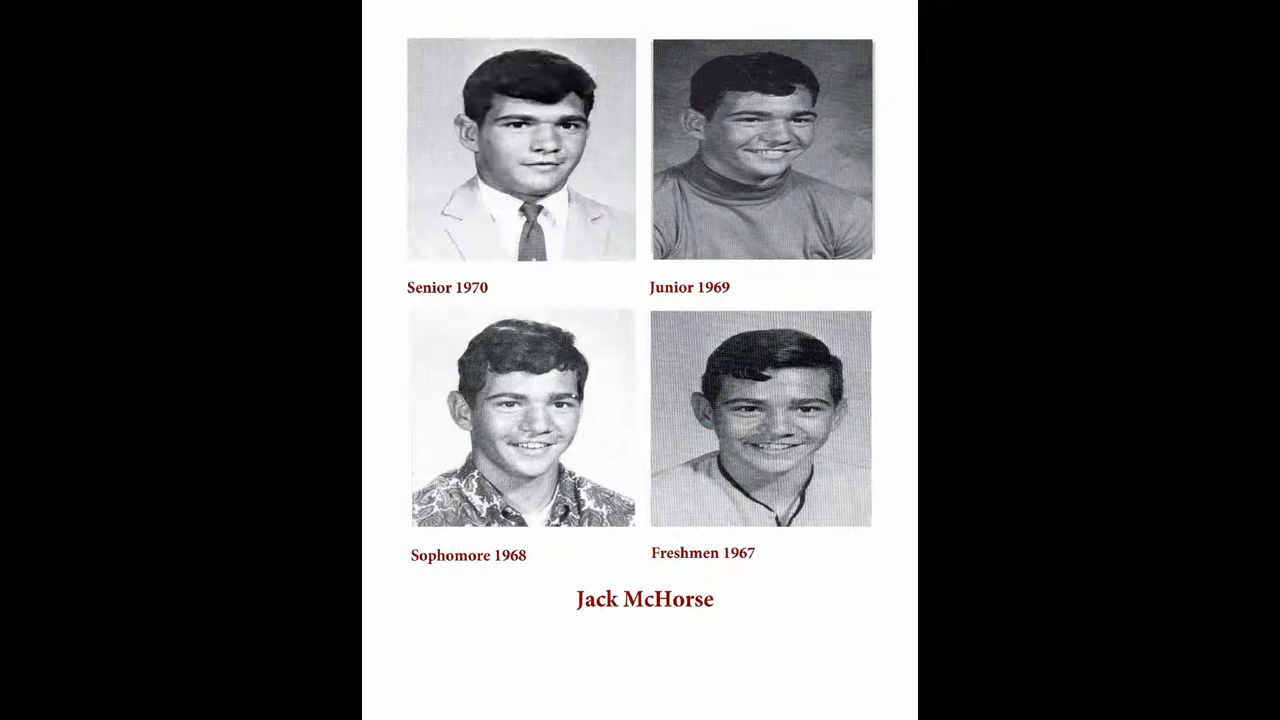 Senior 1970
Junior 1969
Sophomore 1968
Freshmen 1967
Jack McHorse